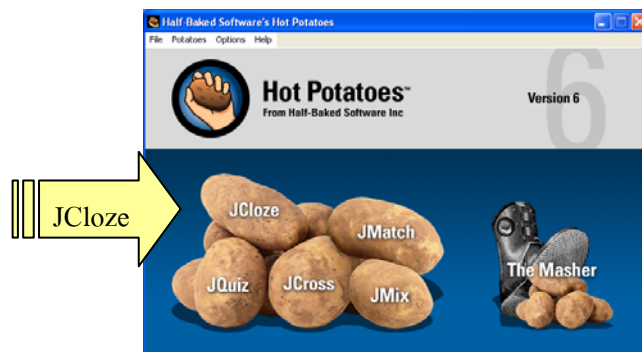 Half-Baked Software's Hot Potatoes
File Potatoes Options Help
Hot Potatoes™
From Half-Baked Software Inc
Version 6
6
JCloze
JCloze
JMatch
JQuiz
JCross
JMix
The Masher